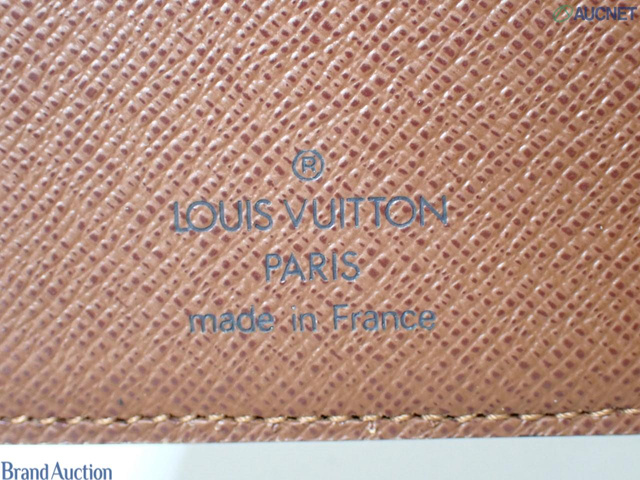 AUCNET
®
LOUIS VUITTON
PARIS
made in France
Brand Auction